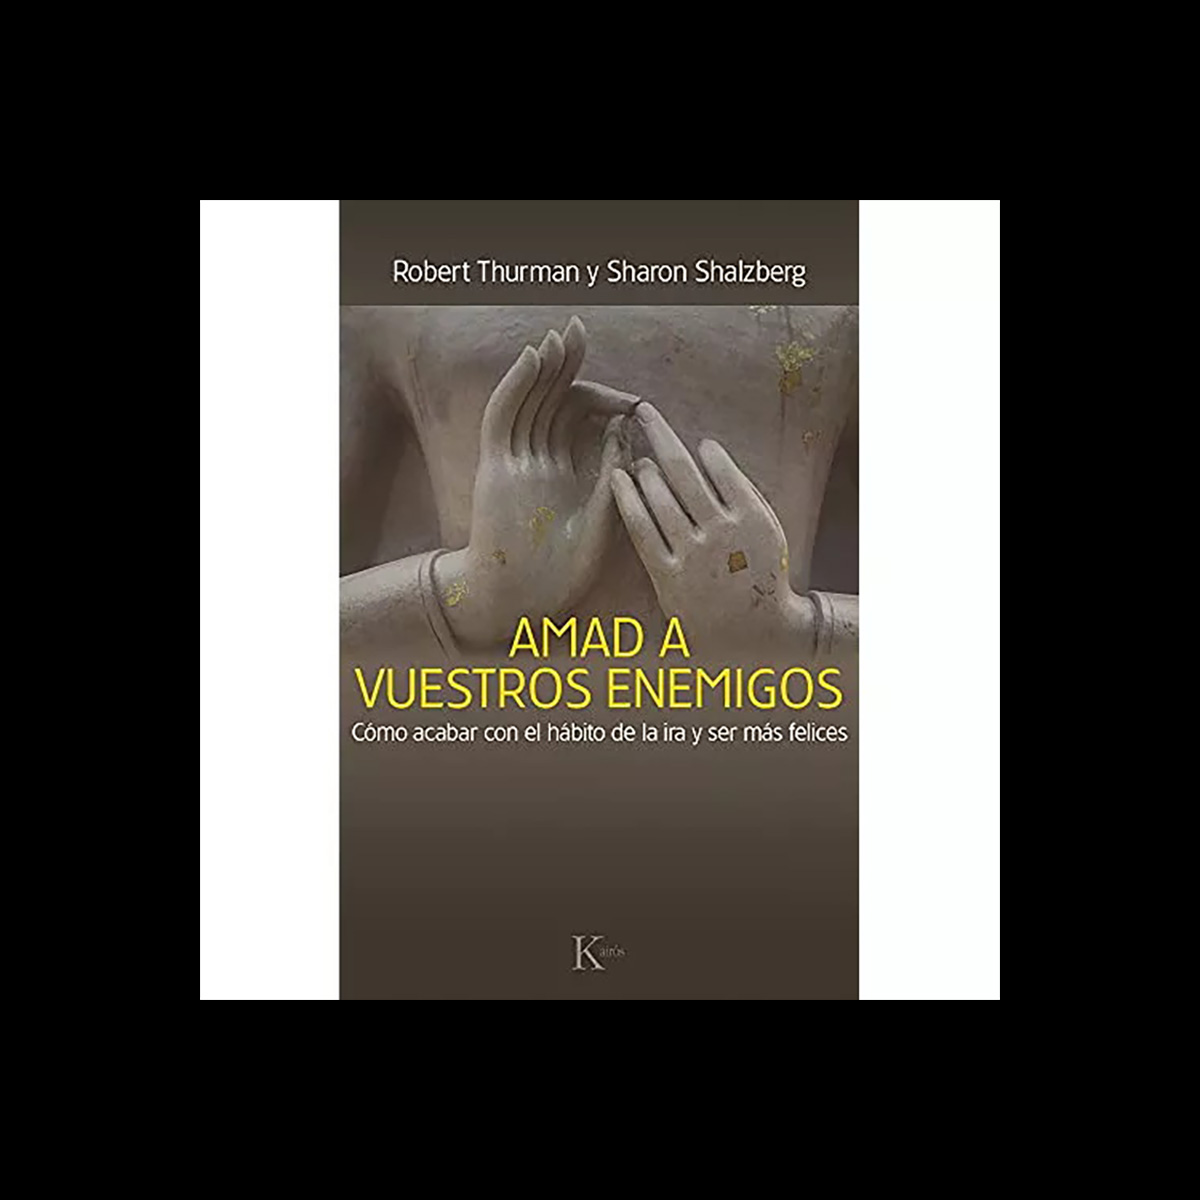 Robert Thurman y Sharon Shalzberg
AMAD A
VUESTROS ENEMIGOS
Cómo acabar con el hábito de la ira y ser más felices
Kairós